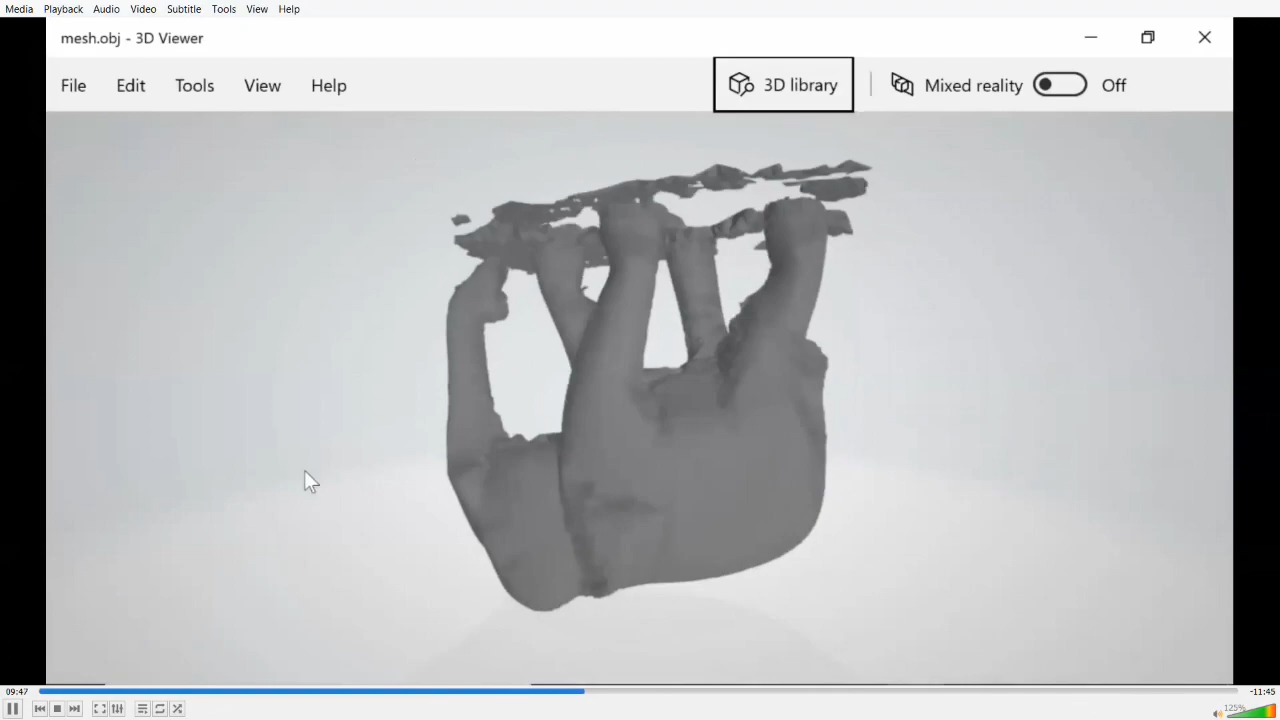 Media Playback Audio Video Subtitle Tools View Help
mesh.obj - 3D Viewer
File Edit Tools View Help 3D library Mixed reality Off
09:47 -11:45
125%